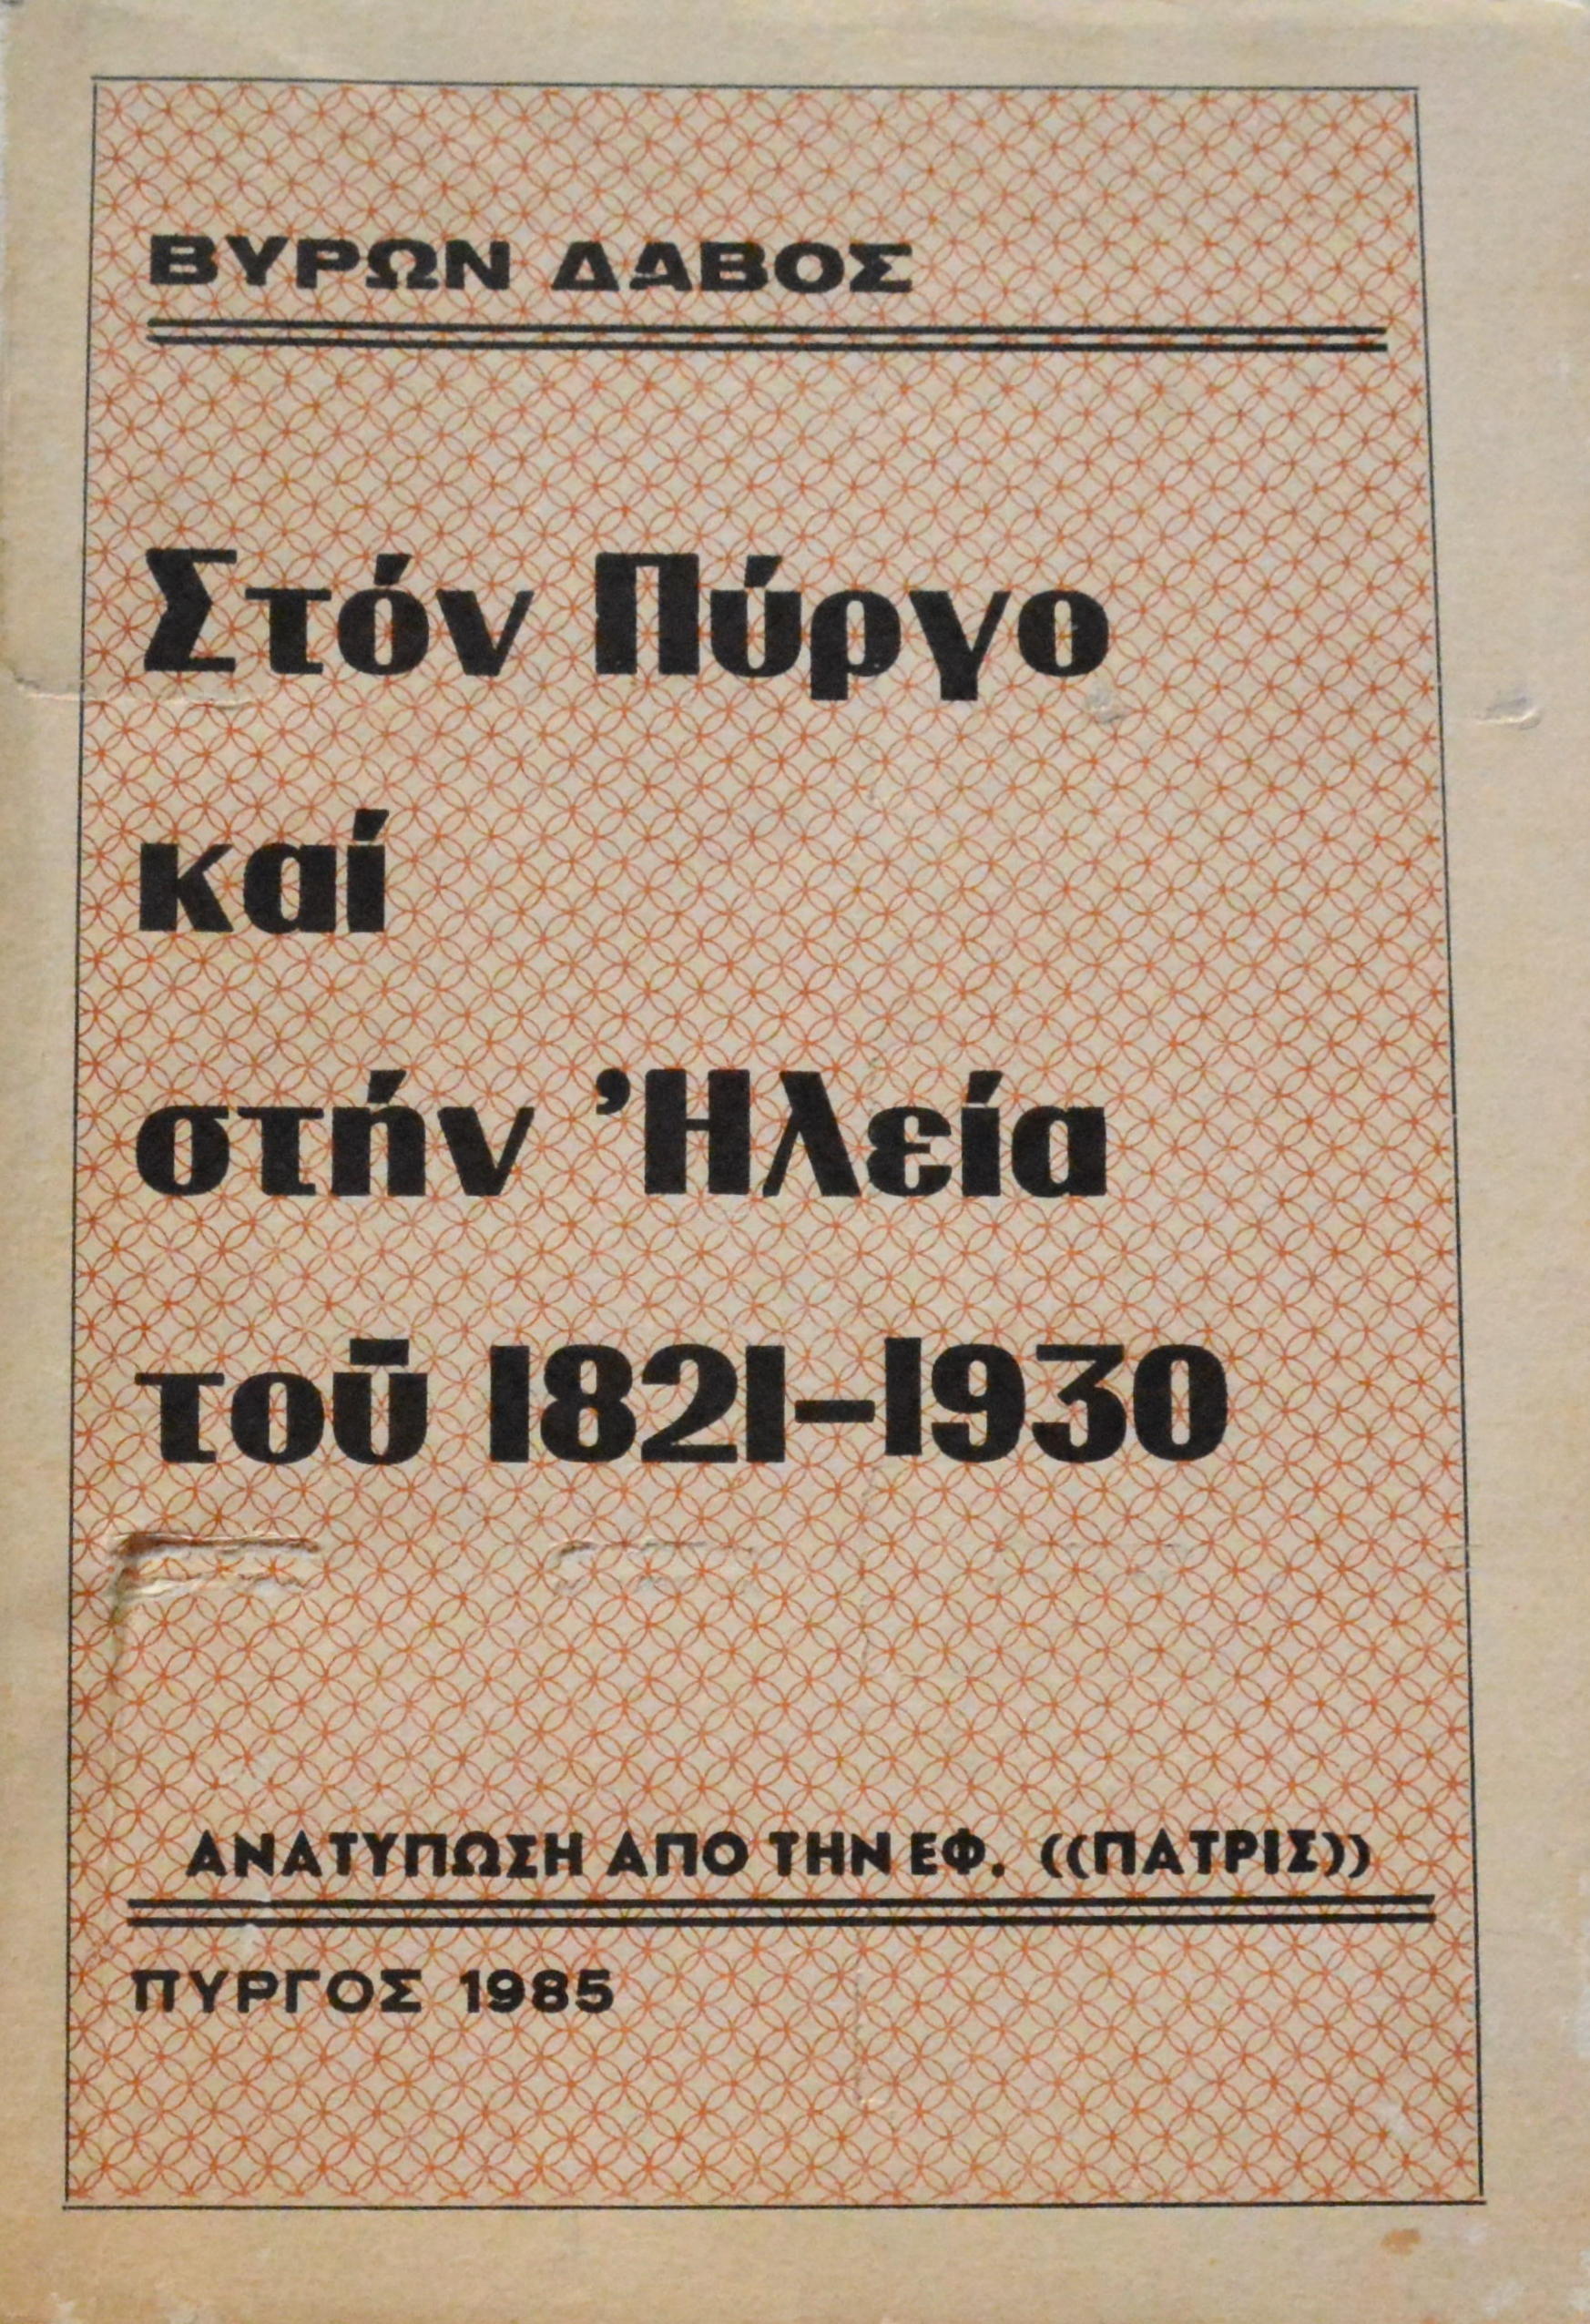 ΒΥΡΩΝ ΔΑΒΟΣ
Στόν Πύργο
καί
στήν Ἠλεία
τοῦ 1821-1930
ΑΝΑΤΥΠΩΣΗ ΑΠΟ ΤΗΝ ΕΦ. ((ΠΑΤΡΙΣ))
ΠΥΡΓΟΣ 1985